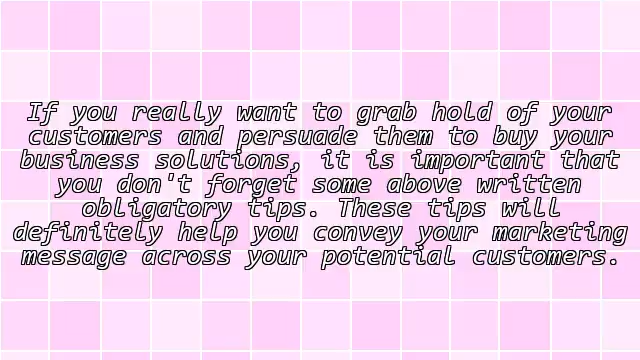 If you really want to grab hold of your
customers and persuade them to buy your
business solutions, it is important that
you don't forget some above written
obligatory tips. These tips will
definitely help you convey your marketing
message across your potential customers.